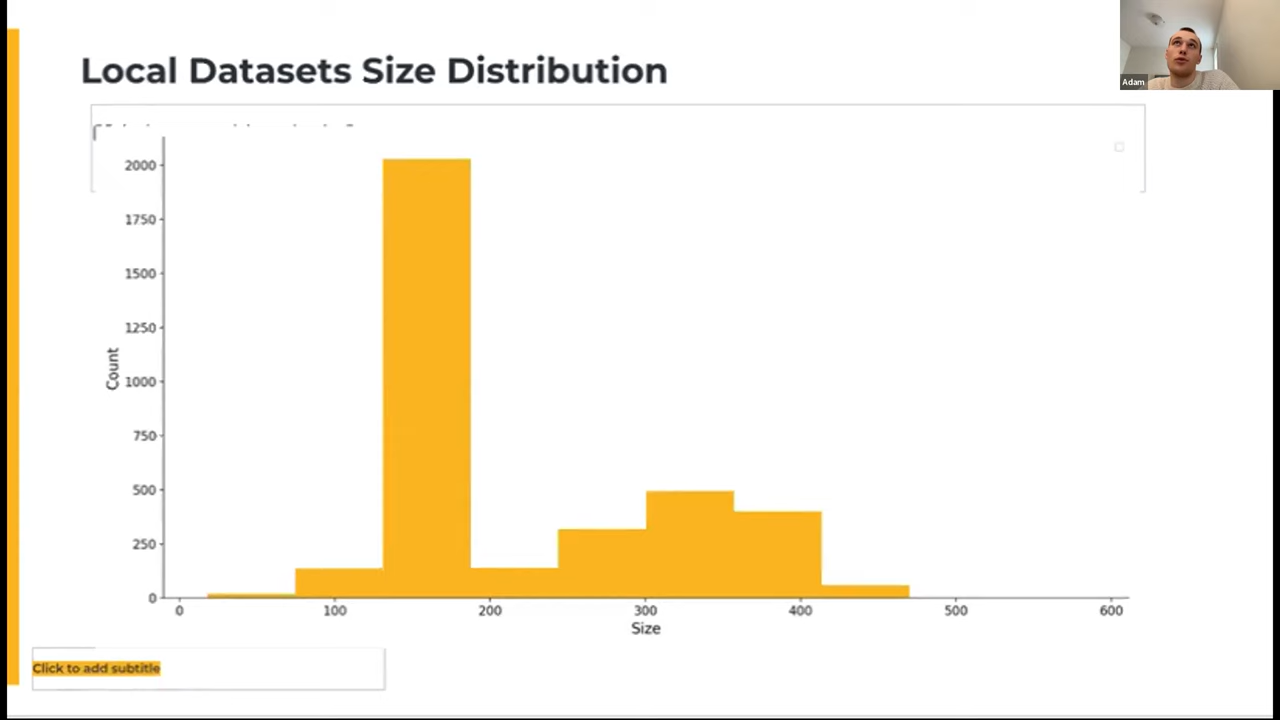 Local Datasets Size Distribution
Adam
2000
1750
1500
1250
1000
750
500
250
0
Count
0 100 200 300 400 500 600
Size
Click to add subtitle